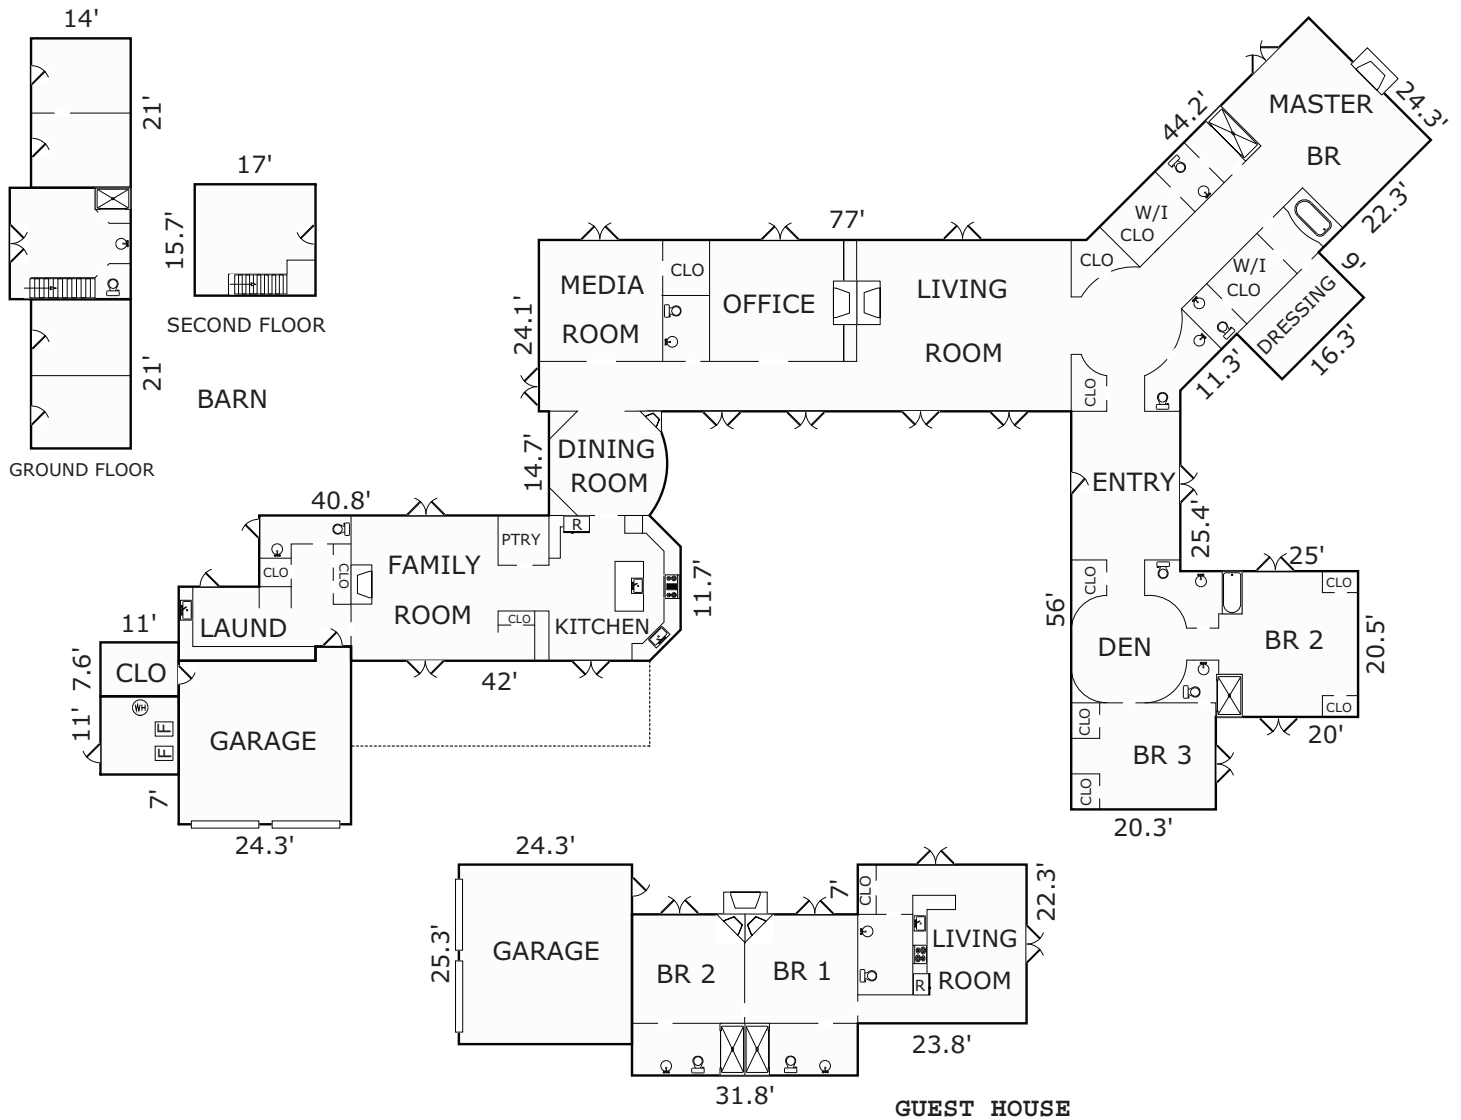 14'
21'
17'
15.7'
SECOND FLOOR
21'
BARN
GROUND FLOOR
44.2'
MASTER
BR
24.3'
22.3'
W/I
CLO
CLO
W/I
CLO
9'
DRESSING
16.3'
11.3'
77'
MEDIA
ROOM
CLO
OFFICE
LIVING
ROOM
24.1'
CLO
DINING
ROOM
14.7'
ENTRY
25.4'
40.8'
R
PTRY
FAMILY
ROOM
CLO
CLO
CLO
KITCHEN
11.7'
LAUND
42'
11'
CLO
7.6'
11'
WH
F
F
GARAGE
7'
24.3'
CLO
56'
DEN
25'
CLO
BR 2
20.5'
CLO
20'
CLO
BR 3
CLO
20.3'
24.3'
GARAGE
25.3'
BR 2
BR 1
7'
CLO
22.3'
LIVING
ROOM
R
23.8'
31.8'
GUEST HOUSE